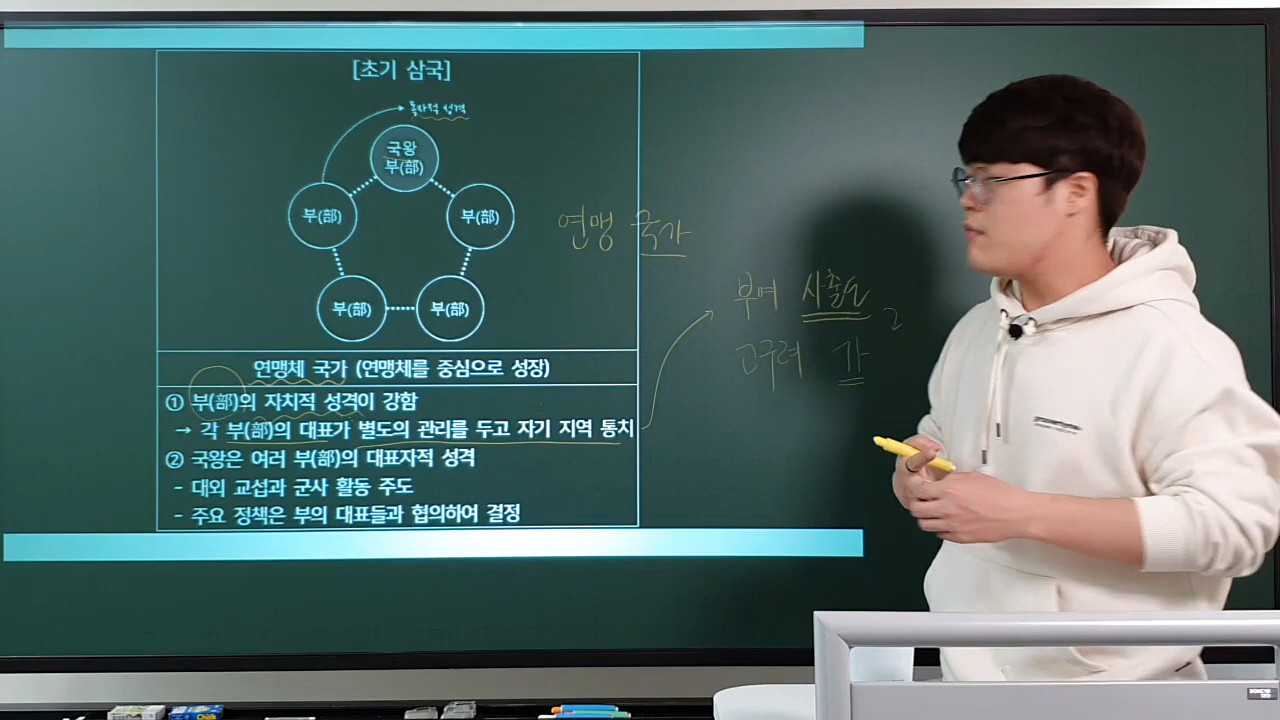 [초기 삼국]
독자적 성격
국왕
부(部)
부(部)
부(部)
부(部)
부(部)
연맹 국가
부여 사출도
고구려 가
연맹체 국가 (연맹체를 중심으로 성장)
① 부(部)의 자치적 성격이 강함
→ 각 부(部)의 대표가 별도의 관리를 두고 자기 지역 통치
② 국왕은 여러 부(部)의 대표자적 성격
- 대외 교섭과 군사 활동 주도
- 주요 정책은 부의 대표들과 협의하여 결정